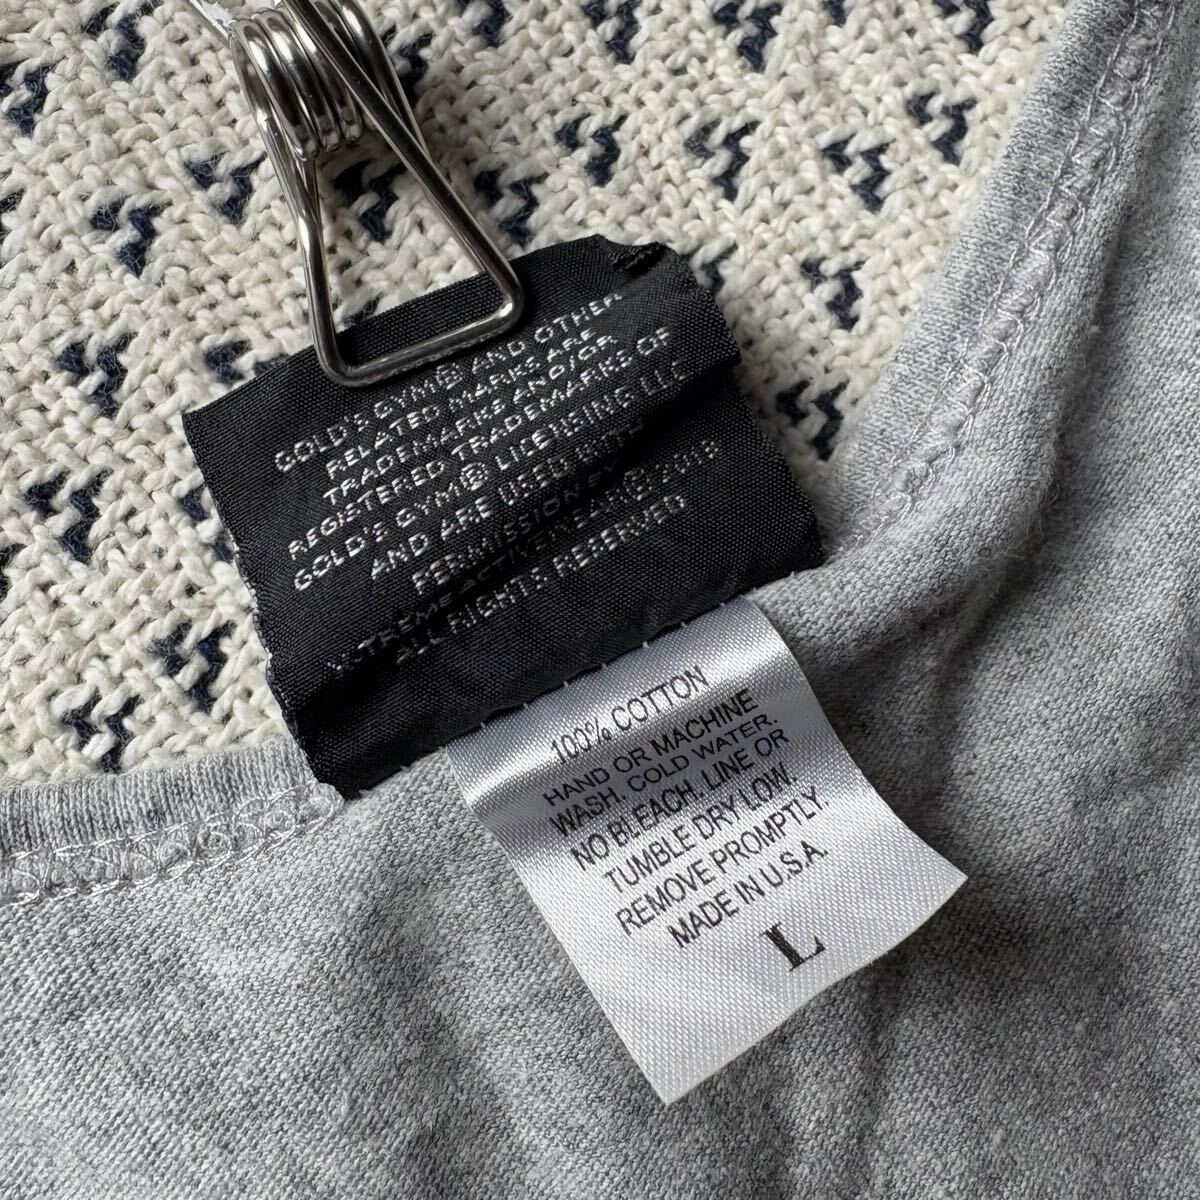 GOLD'S GYM® AND OTHER
RELATED MARKS ARE
TRADEMARKS AND/OR
REGISTERED TRADEMARKS OF
GOLD'S GYM® LICENSING LLC
AND ARE USED WITH
PERMISSION BY
XTREME ACTIVEWEAR©
ALL RIGHTS RESERVED
100% COTTON
HAND OR MACHINE
WASH. COLD WATER.
NO BLEACH. LINE OR
TUMBLE DRY LOW.
REMOVE PROMPTLY.
MADE IN U.S.A.
L